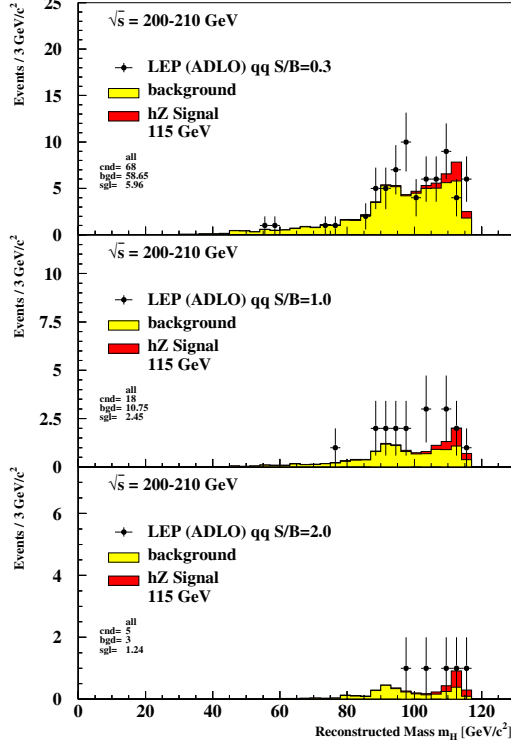 √s = 200-210 GeV
Events / 3 GeV/c²
LEP (ADLO) qq S/B=0.3
background
hZ Signal
115 GeV
all
cnd= 68
bgd= 58.65
sgl= 5.96
25
20
15
10
5
0
√s = 200-210 GeV
Events / 3 GeV/c²
LEP (ADLO) qq S/B=1.0
background
hZ Signal
115 GeV
all
cnd= 18
bgd= 10.75
sgl= 2.45
10
7.5
5
2.5
0
√s = 200-210 GeV
Events / 3 GeV/c²
LEP (ADLO) qq S/B=2.0
background
hZ Signal
115 GeV
all
cnd= 5
bgd= 3
sgl= 1.24
6
4
2
0
0 20 40 60 80 100 120
Reconstructed Mass m_H [GeV/c²]